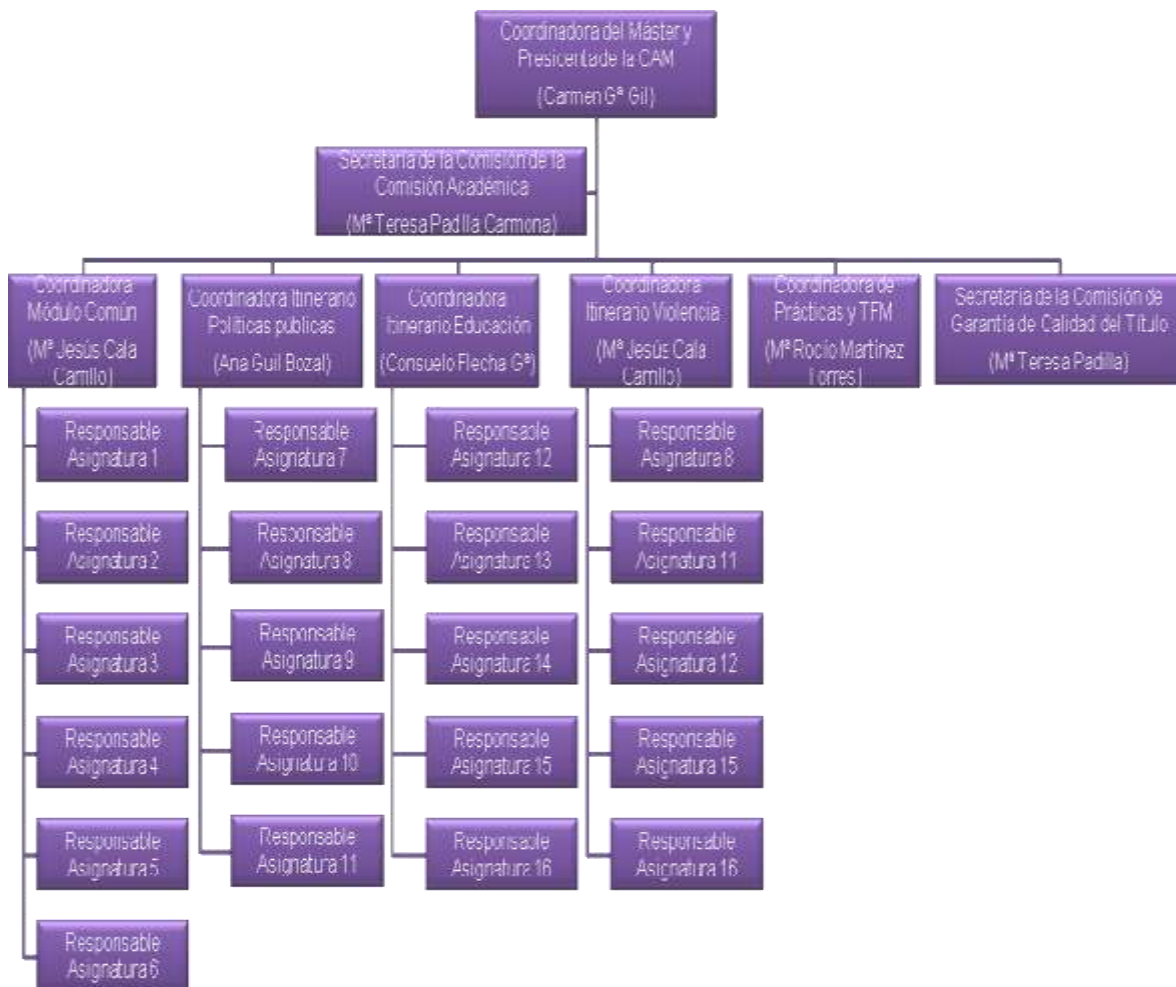 Coordinadora del Máster y
Presidenta de la CAM
(Carmen Gª Gil)
Secretaria de la Comisión de la
Comisión Académica
(Mª Teresa Padilla Carmona)
Coordinadora
Módulo Común
(Mª Jesús Cala
Carrillo)
Coordinadora Itinerario
Políticas publicas
(Ana Guil Bozal)
Coordinadora
Itinerario Educación
(Consuelo Flecha Gª)
Coordinadora
Itinerario Violencia
(Mª Jesús Cala
Carrillo)
Coordinadora de
Prácticas y TFM
(Mª Rocío Martínez
Torres)
Secretaria de la Comisión de
Garantía de Calidad del Título
(Mª Teresa Padilla)
Responsable
Asignatura 1
Responsable
Asignatura 2
Responsable
Asignatura 3
Responsable
Asignatura 4
Responsable
Asignatura 5
Responsable
Asignatura 6
Responsable
Asignatura 7
Responsable
Asignatura 8
Responsable
Asignatura 9
Responsable
Asignatura 10
Responsable
Asignatura 11
Responsable
Asignatura 12
Responsable
Asignatura 13
Responsable
Asignatura 14
Responsable
Asignatura 15
Responsable
Asignatura 16
Responsable
Asignatura 8
Responsable
Asignatura 11
Responsable
Asignatura 12
Responsable
Asignatura 15
Responsable
Asignatura 16